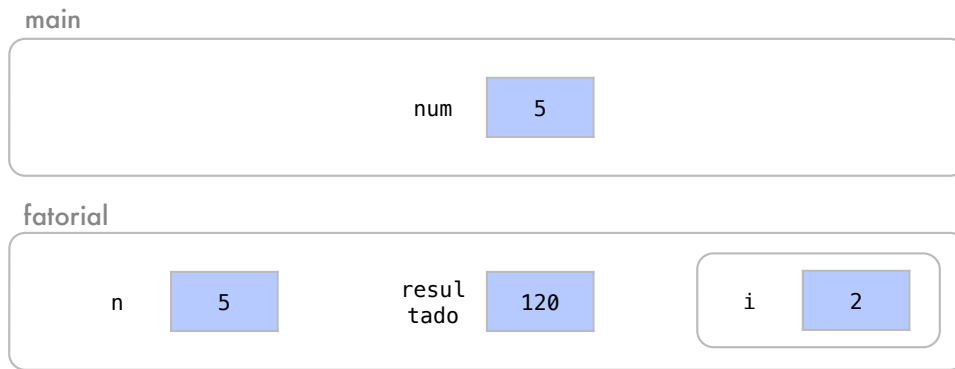 main
num 5
fatorial
n 5 resul
tado 120 i 2